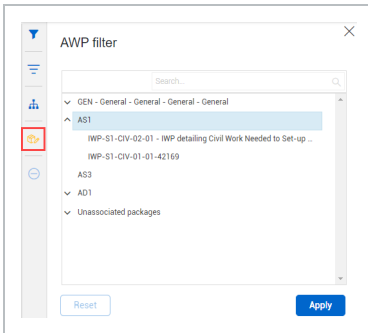 AWP filter
Search..
GEN - General - General - General - General
AS1
IWP-S1-CIV-02-01 - IWP detailing Civil Work Needed to Set-up ..
IWP-S1-CIV-01-01-42169
AS3
AD1
Unassociated packages
Reset
Apply